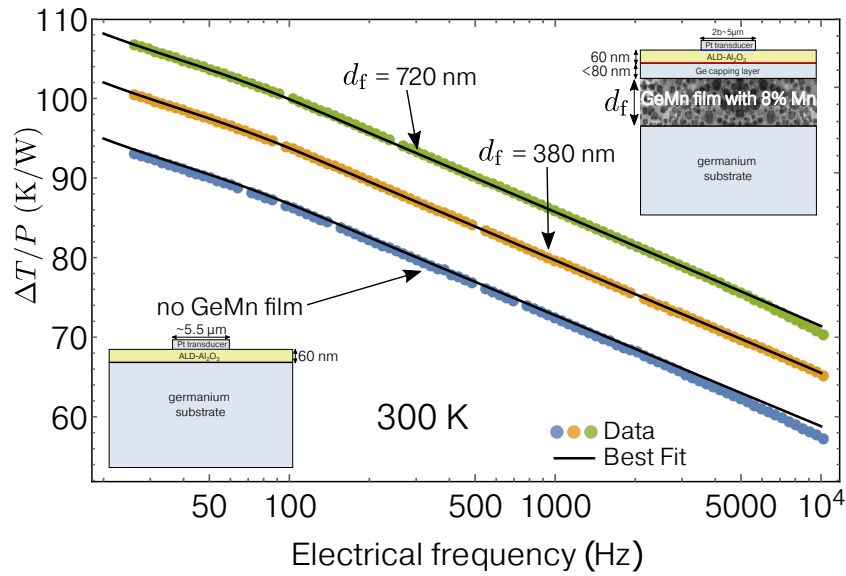 110
100
90
80
70
60
ΔT/P (K/W)
50
100
500
1000
5000
10⁴
Electrical frequency (Hz)
d_f = 720 nm
d_f = 380 nm
no GeMn film
300 K
Data
Best Fit
~5.5 µm
Pt transducer
ALD-Al₂O₃
60 nm
germanium
substrate
2b~5µm
Pt transducer
60 nm
ALD-Al₂O₃
<80 nm
Ge capping layer
d_f
GeMn film with 8% Mn
germanium
substrate